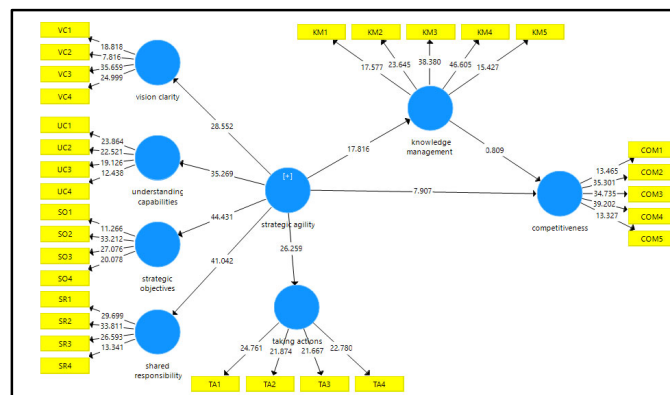 VC1
VC2
VC3
VC4
18.818
7.816
35.659
24.999
vision clarity
UC1
UC2
UC3
UC4
23.864
22.521
19.126
12.438
understanding
capabilities
SO1
SO2
SO3
SO4
11.266
33.212
27.076
20.078
strategic
objectives
SR1
SR2
SR3
SR4
29.699
33.811
26.593
13.341
shared
responsibility
28.552
35.269
44.431
41.042
[+]
strategic agility
26.259
taking actions
24.761
21.874
21.667
22.780
TA1
TA2
TA3
TA4
KM1
KM2
KM3
KM4
KM5
17.577
23.645
38.380
46.605
15.427
knowledge
management
17.816
0.809
7.907
competitiveness
13.465
35.301
34.735
39.202
13.327
COM1
COM2
COM3
COM4
COM5